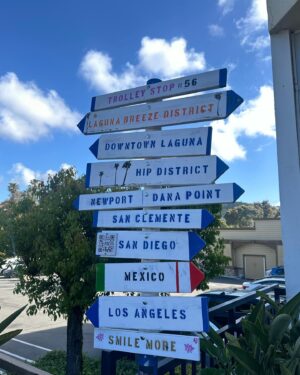 TROLLEY STOP #56
LAGUNA BREEZE DISTRICT
DOWNTOWN LAGUNA
HIP DISTRICT
NEWPORT DANA POINT
SAN CLEMENTE
SAN DIEGO
MEXICO
LOS ANGELES
SMILE MORE